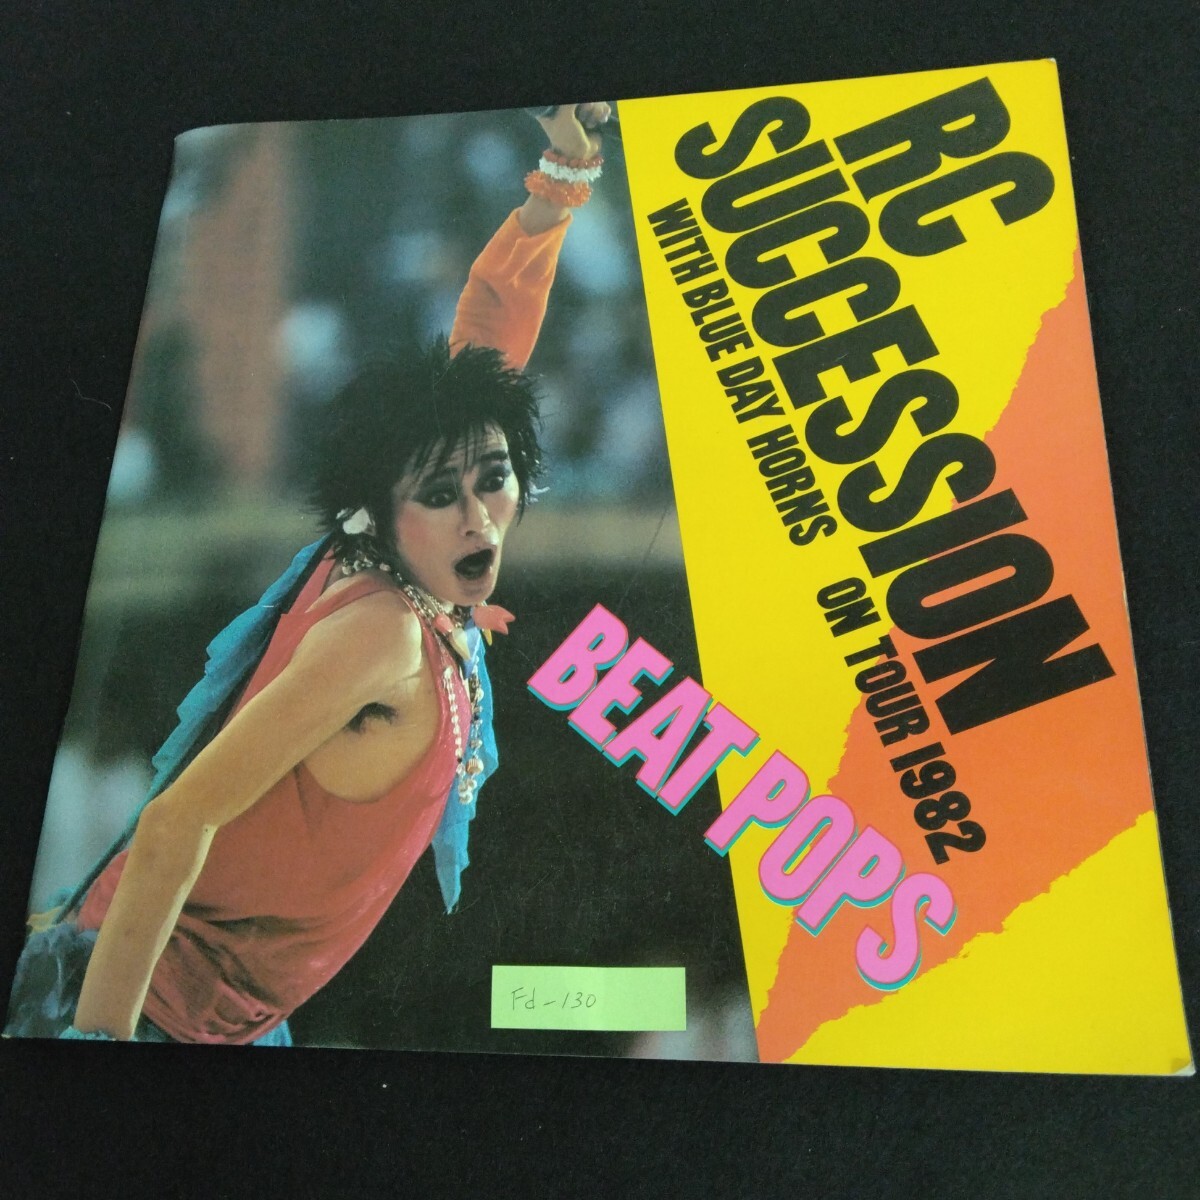 RC
SUCCESSION
WITH BLUE DAY HORNS ON TOUR 1982
BEAT POPS
Fd-130